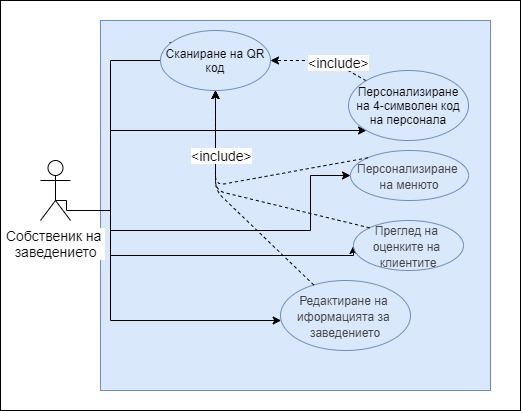 Сканиране на QR
код
<include>
Персонализиране
на 4-символен код
на персонала
<include>
Персонализиране
на менюто
Собственик на
заведението
Преглед на
оценките на
клиентите
Редактиране на
иформацията за
заведението